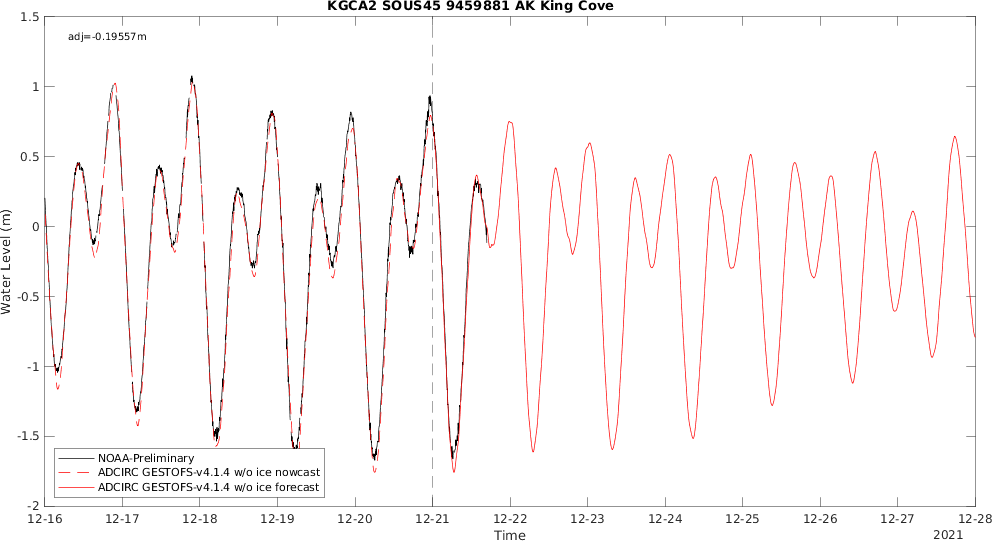 KGCA2 SOUS45 9459881 AK King Cove
adj=-0.19557m
1.5
1
0.5
0
-0.5
-1
-1.5
-2
Water Level (m)
NOAA-Preliminary
ADCIRC GESTOFS-v4.1.4 w/o ice nowcast
ADCIRC GESTOFS-v4.1.4 w/o ice forecast
12-16 12-17 12-18 12-19 12-20 12-21 12-22 12-23 12-24 12-25 12-26 12-27 12-28
Time
2021